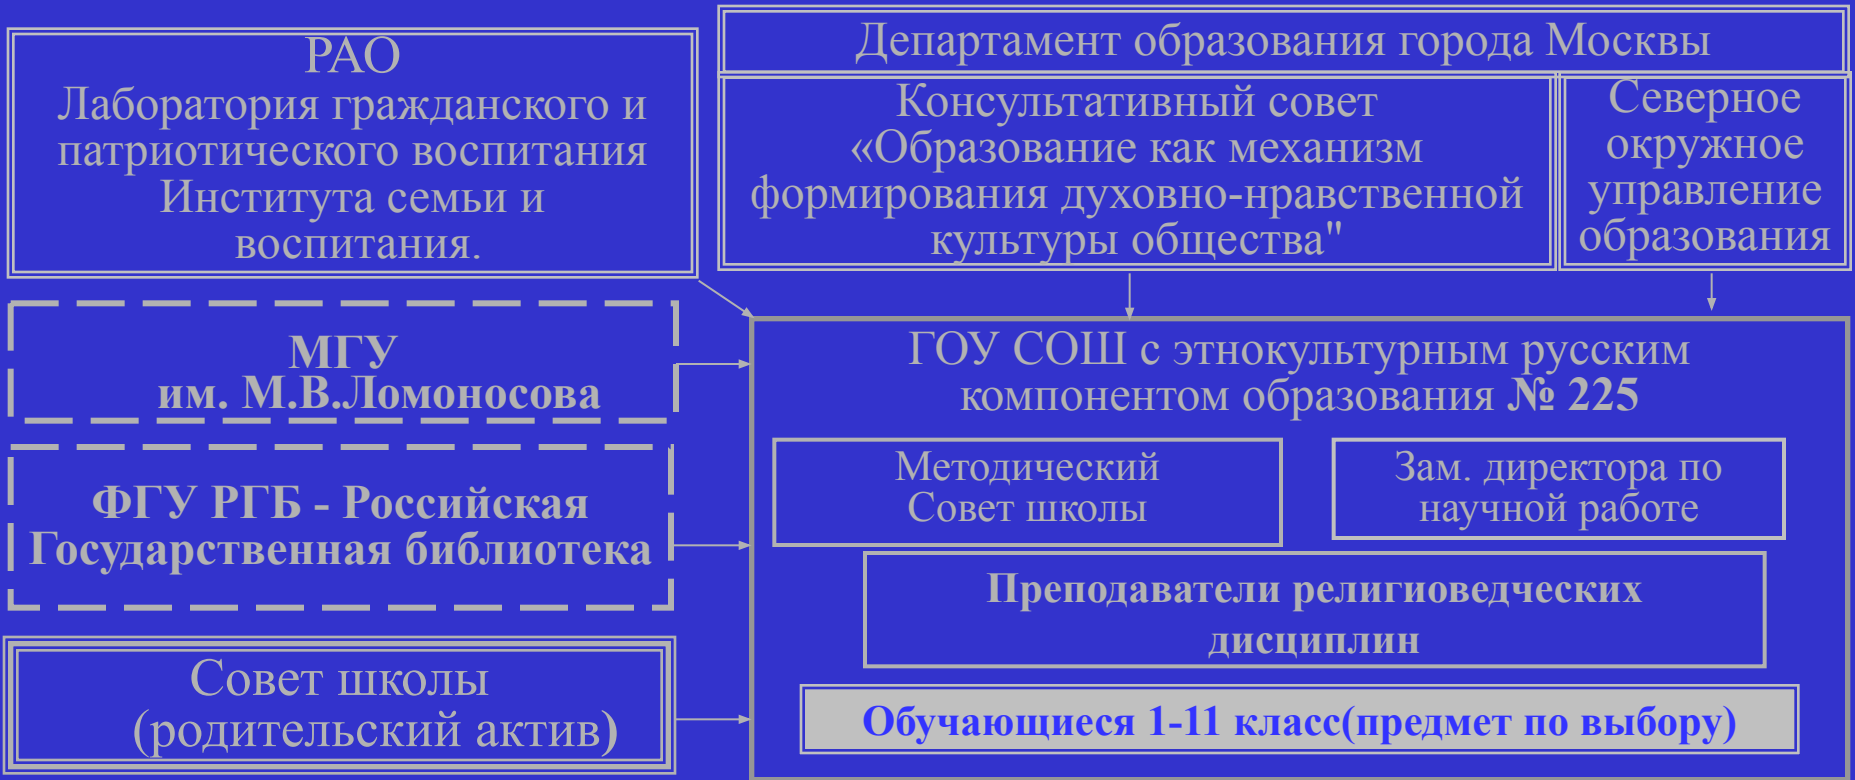 РАО
Лаборатория гражданского и
патриотического воспитания
Института семьи и
воспитания.
Департамент образования города Москвы
Консультативный совет
«Образование как механизм
формирования духовно-нравственной
культуры общества"
Северное
окружное
управление
образования
МГУ
им. М.В.Ломоносова
ФГУ РГБ - Российская
Государственная библиотека
Совет школы
(родительский актив)
ГОУ СОШ с этнокультурным русским
компонентом образования № 225
Методический
Совет школы
Зам. директора по
научной работе
Преподаватели религиоведческих
дисциплин
Обучающиеся 1-11 класс(предмет по выбору)